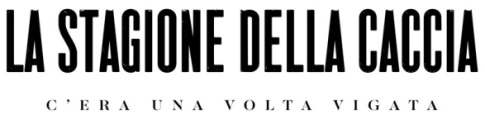 LA STAGIONE DELLA CACCIA
C'ERA UNA VOLTA VIGATA